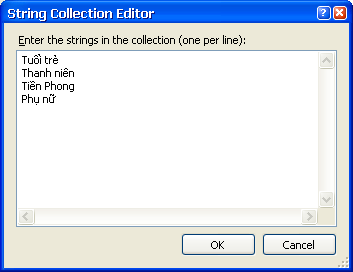 String Collection Editor
Enter the strings in the collection (one per line):
Tuổi trẻ
Thanh niên
Tiền Phong
Phụ nữ
OK
Cancel